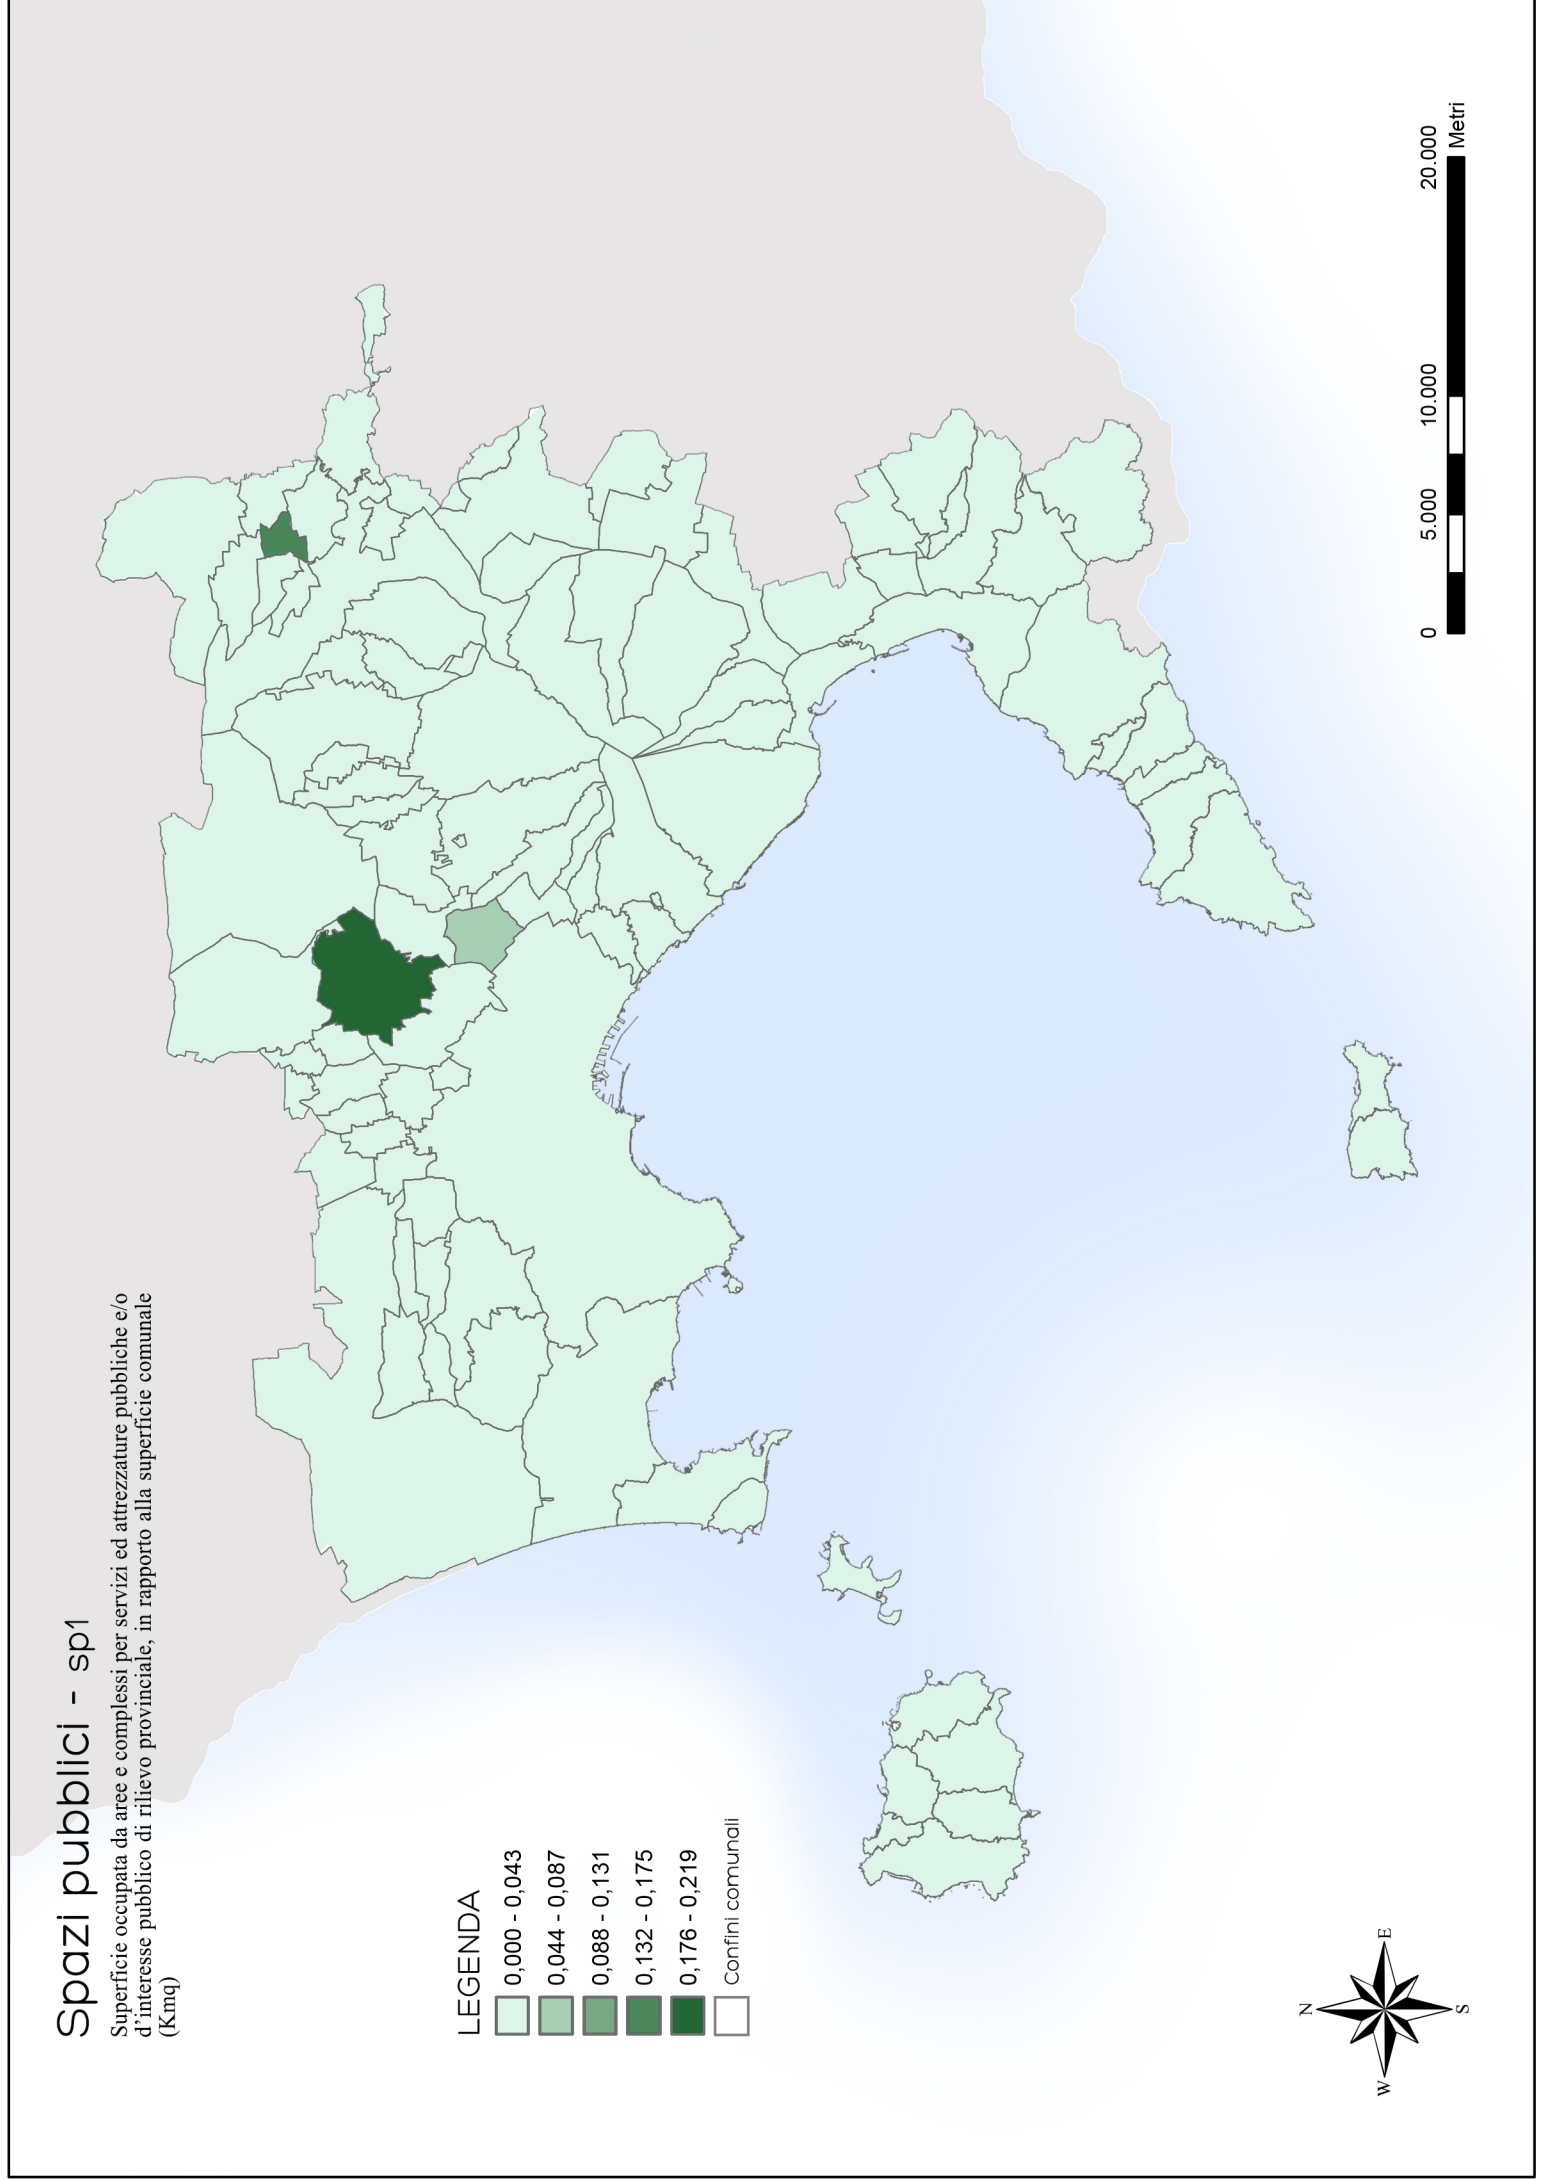 Spazi pubblici - sp1
Superficie occupata da aree e complessi per servizi ed attrezzature pubbliche e/o
d'interesse pubblico di rilievo provinciale, in rapporto alla superficie comunale
(Kmq)
LEGENDA
0,000 - 0,043
0,044 - 0,087
0,088 - 0,131
0,132 - 0,175
0,176 - 0,219
Confini comunali
N
W
E
S
0
5.000
10.000
20.000
Metri